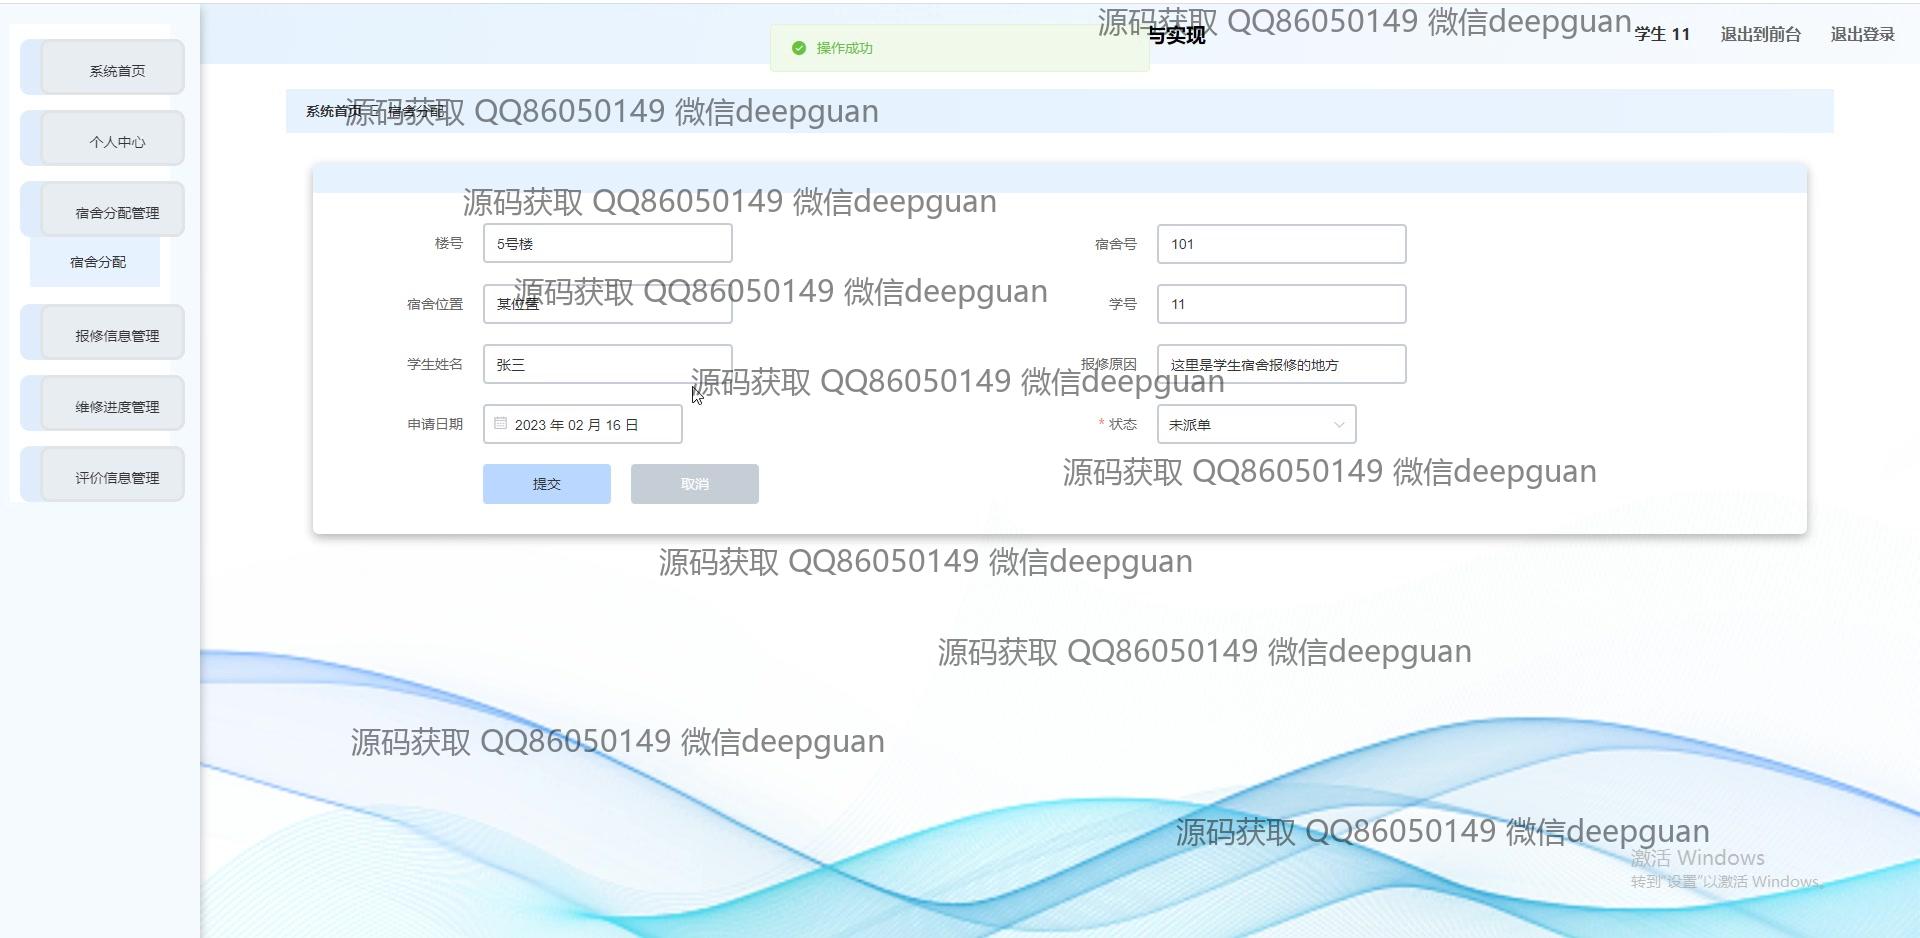 源码获取 QQ86050149 微信deepguan
操作成功
与实现
学生 11
退出到前台
退出登录
系统首页
个人中心
宿舍分配管理
宿舍分配
报修信息管理
维修进度管理
评价信息管理
系统首页
宿舍分配
源码获取 QQ86050149 微信deepguan
源码获取 QQ86050149 微信deepguan
楼号
5号楼
宿舍号
101
源码获取 QQ86050149 微信deepguan
宿舍位置
某位置
学号
11
学生姓名
张三
报修原因
这里是学生宿舍报修的地方
源码获取 QQ86050149 微信deepguan
申请日期
2023 年 02 月 16 日
* 状态
未派单
源码获取 QQ86050149 微信deepguan
提交
取消
源码获取 QQ86050149 微信deepguan
源码获取 QQ86050149 微信deepguan
源码获取 QQ86050149 微信deepguan
源码获取 QQ86050149 微信deepguan
激活 Windows
转到“设置”以激活 Windows。